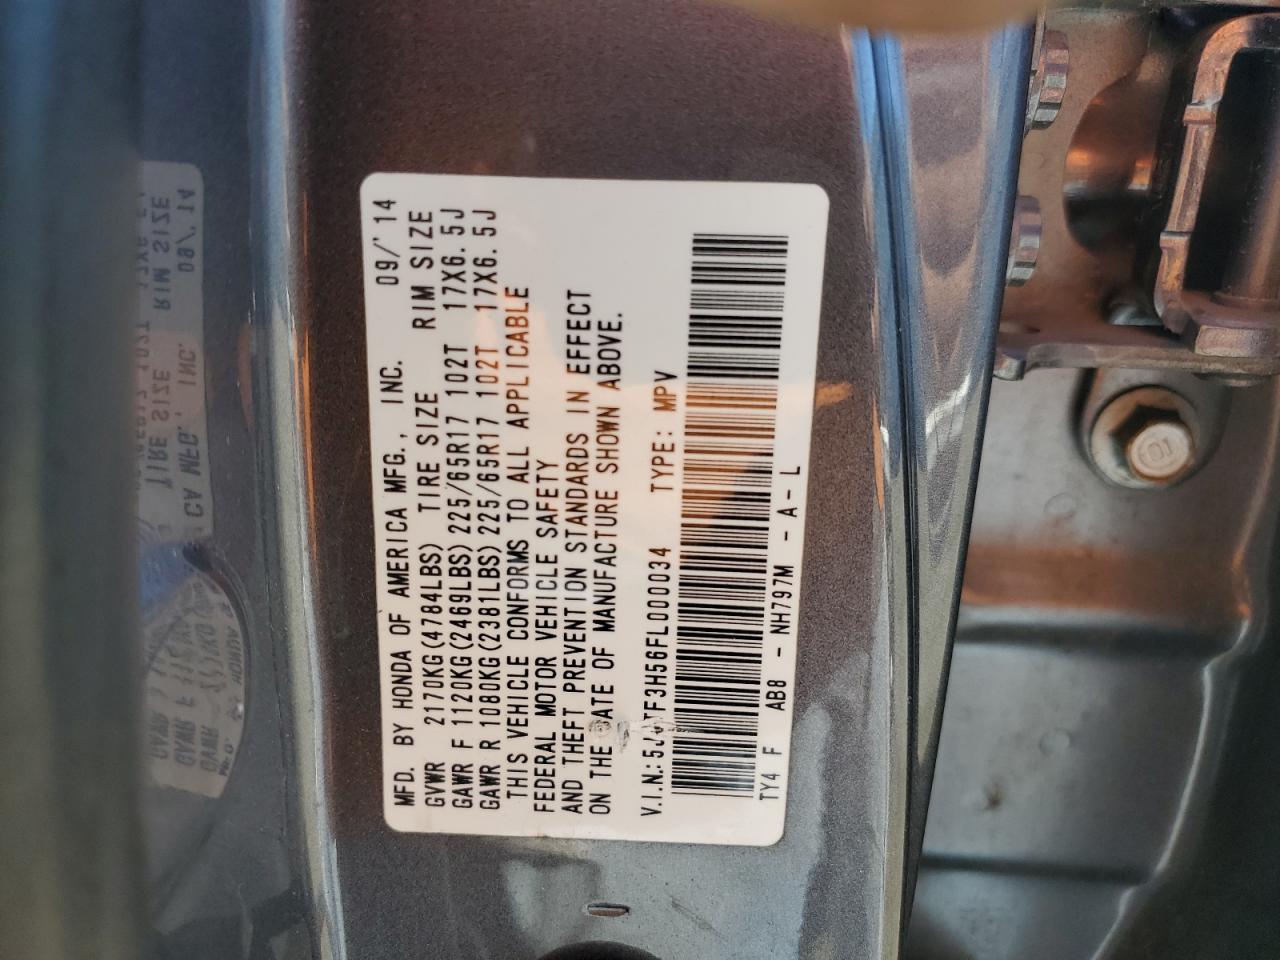 MFD. BY HONDA OF AMERICA MFG., INC. 09/'14
GVWR 2170KG(4784LBS) TIRE SIZE RIM SIZE
GAWR F 1120KG(2469LBS) 225/65R17 102T 17X6.5J
GAWR R 1080KG(2381LBS) 225/65R17 102T 17X6.5J
THIS VEHICLE CONFORMS TO ALL APPLICABLE
FEDERAL MOTOR VEHICLE SAFETY
AND THEFT PREVENTION STANDARDS IN EFFECT
ON THE DATE OF MANUFACTURE SHOWN ABOVE.
V.I.N.: TYPE: MPV
TY4 F AB8 - NH797M - A - L